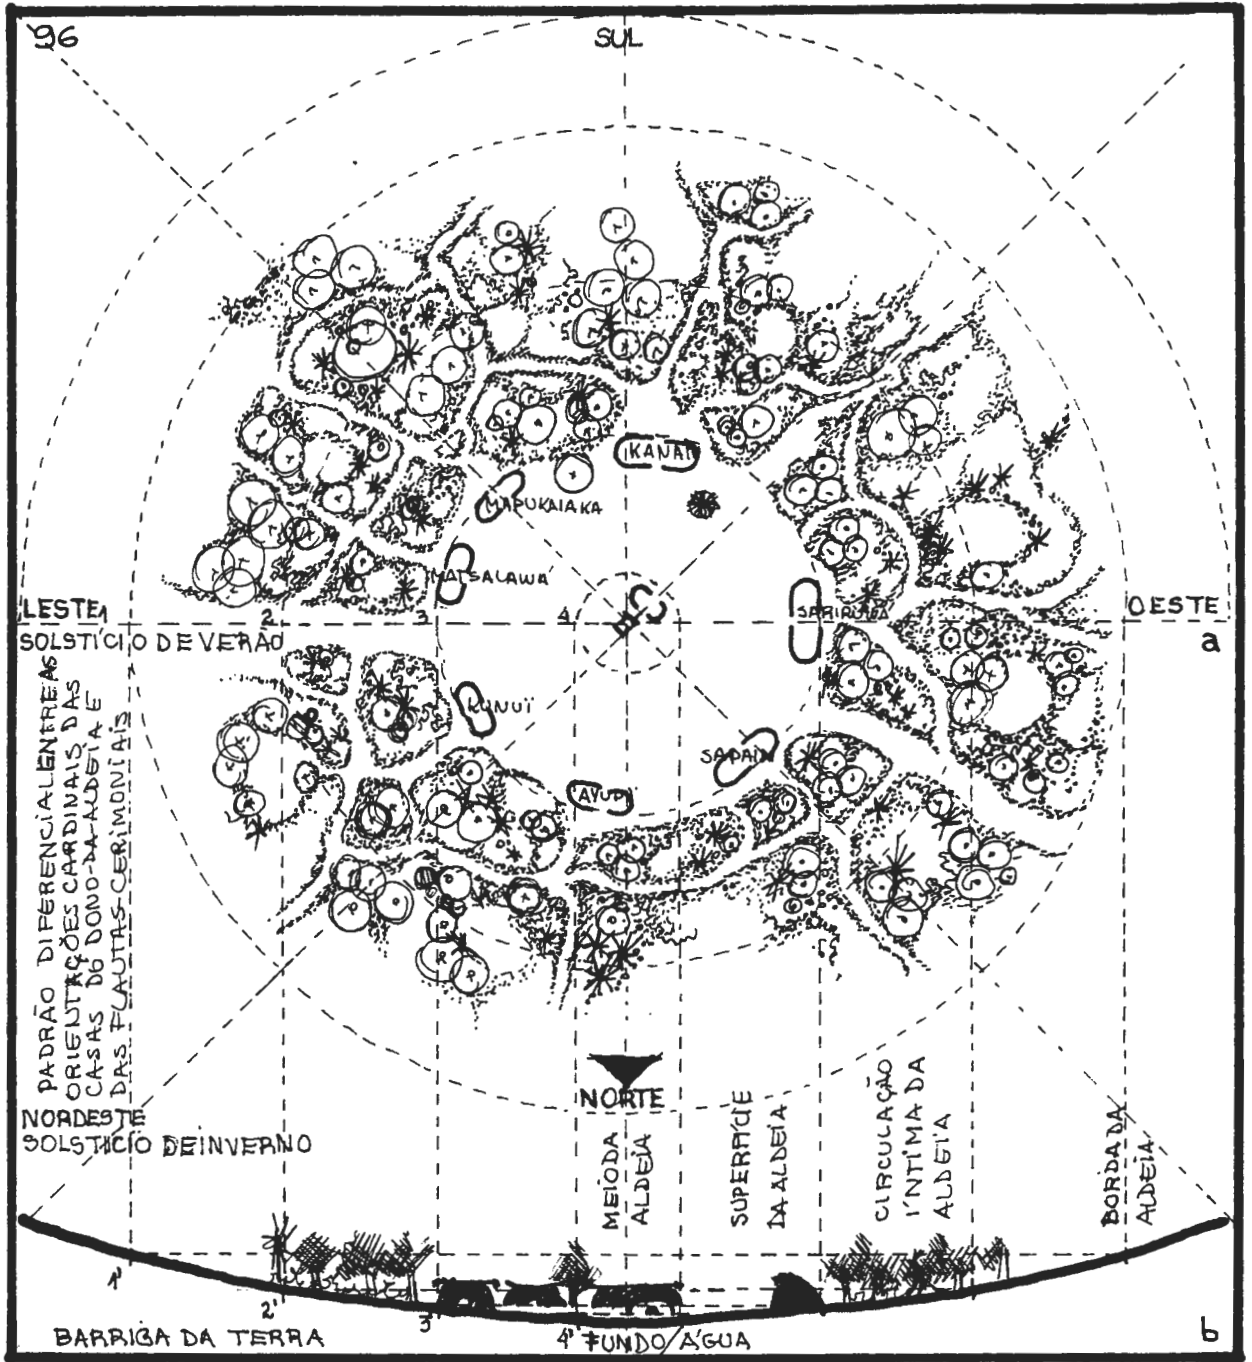 '96
SUL
IKANAI
MAPUKAIAKA
MATSALAWA
LESTE
1
2
3
4
OESTE
SOLSTÍCIO DE VERÃO
a
PADRÃO DIFERENCIAL ENTRE AS
ORIENTAÇÕES CARDINAIS DAS
CASAS DO DONO-DA-ALDEIA E
DAS FLAUTAS-CERIMONIAIS
KUNUÏ
SAPAIN
AYUP
NORTE
NORDESTE
SOLSTÍCIO DE INVERNO
MEIO DA
ALDEIA
SUPERFÍCIE
DA ALDEIA
CIRCULAÇÃO
ÍNTIMA DA
ALDEIA
BORDA DA
ALDEIA
1'
2'
3'
4'
BARRIGA DA TERRA
FUNDO/ÁGUA
b